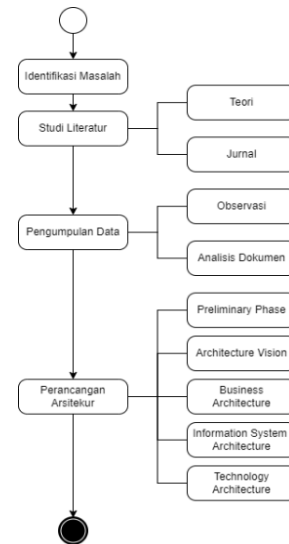 Identifikasi Masalah
Studi Literatur
Teori
Jurnal
Pengumpulan Data
Observasi
Analisis Dokumen
Perancangan
Arsitekur
Preliminary Phase
Architecture Vision
Business
Architecture
Information System
Architecture
Technology
Architecture